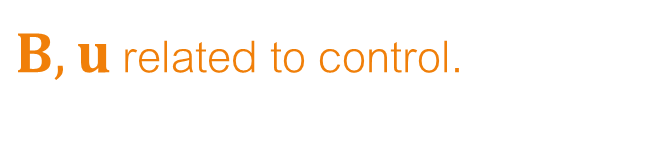 B, u related to control.